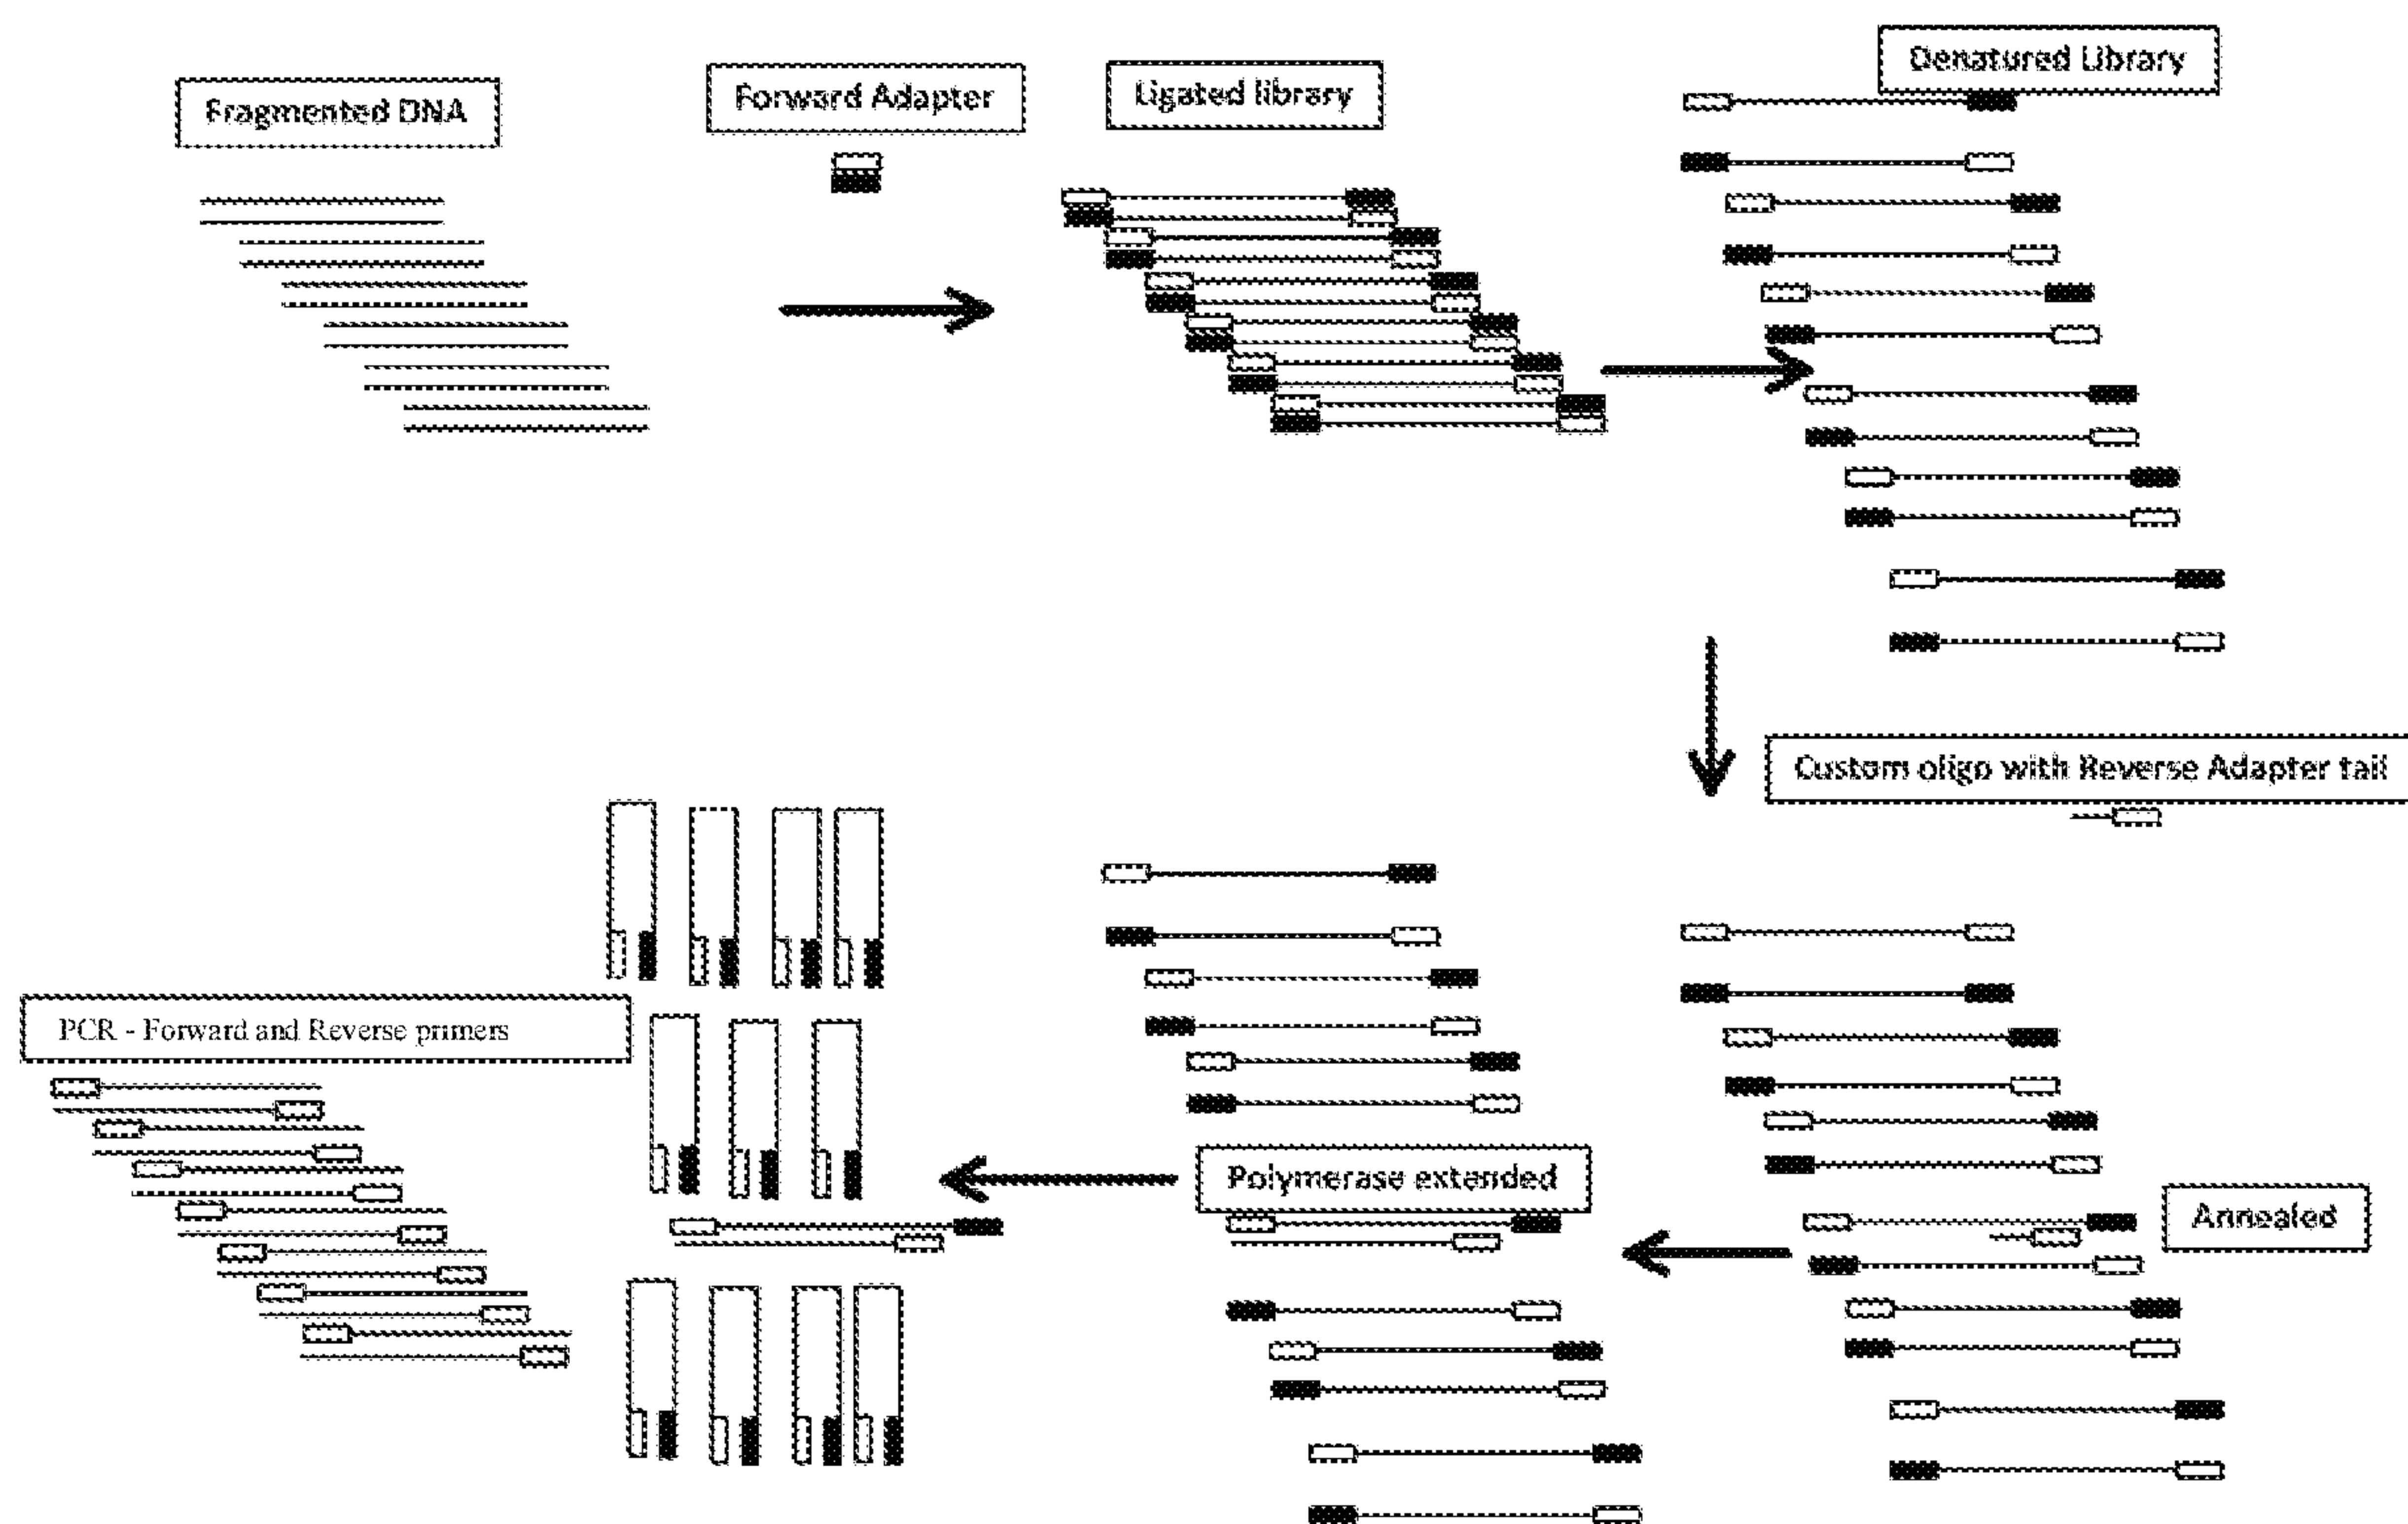 Fragmented DNA
Forward Adapter
Ligated library
Denatured Library
Custom oligo with Reverse Adapter tail
Annealed
Polymerase extended
PCR - Forward and Reverse primers